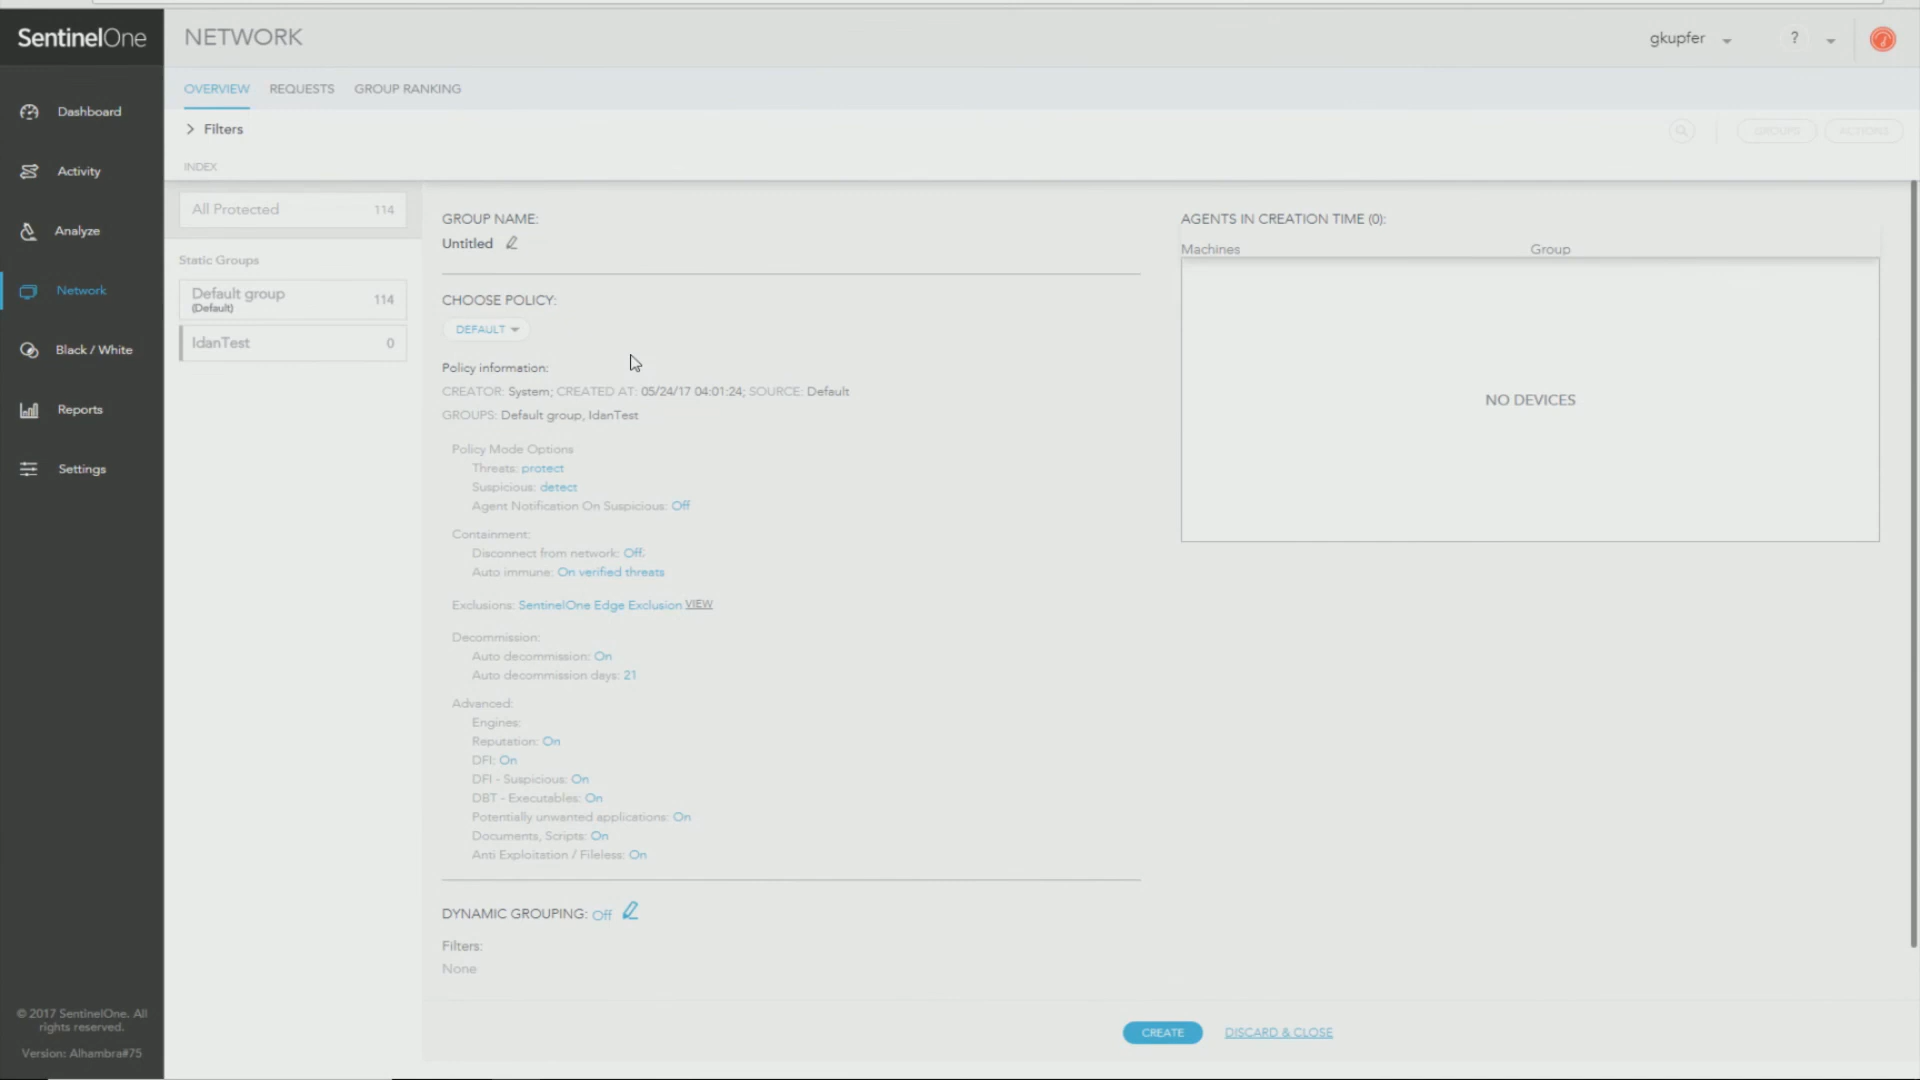 SentinelOne
NETWORK
gkupfer
?
OVERVIEW REQUESTS GROUP RANKING
Dashboard
Activity
Analyze
Network
Black / White
Reports
Settings
© 2017 SentinelOne. All
rights reserved.
Version: Alhambra#75
Filters
GROUPS ACTIONS
INDEX
All Protected 114
Static Groups
Default group 114
(Default)
IdanTest 0
GROUP NAME:
Untitled
CHOOSE POLICY:
DEFAULT
Policy information:
CREATOR: System; CREATED AT: 05/24/17 04:01:24; SOURCE: Default
GROUPS: Default group, IdanTest
Policy Mode Options
Threats: protect
Suspicious: detect
Agent Notification On Suspicious: Off
Containment:
Disconnect from network: Off;
Auto immune: On verified threats
Exclusions: SentinelOne Edge Exclusion VIEW
Decommission:
Auto decommission: On
Auto decommission days: 21
Advanced:
Engines:
Reputation: On
DFI: On
DFI - Suspicious: On
DBT - Executables: On
Potentially unwanted applications: On
Documents, Scripts: On
Anti Exploitation / Fileless: On
DYNAMIC GROUPING: Off
Filters:
None
AGENTS IN CREATION TIME (0):
Machines Group
NO DEVICES
CREATE DISCARD & CLOSE